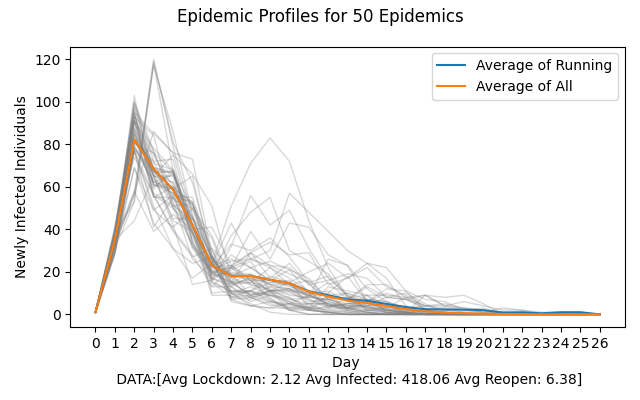 Epidemic Profiles for 50 Epidemics
Average of Running
Average of All
Newly Infected Individuals
120
100
80
60
40
20
0
0 1 2 3 4 5 6 7 8 9 10 11 12 13 14 15 16 17 18 19 20 21 22 23 24 25 26
Day
DATA:[Avg Lockdown: 2.12 Avg Infected: 418.06 Avg Reopen: 6.38]